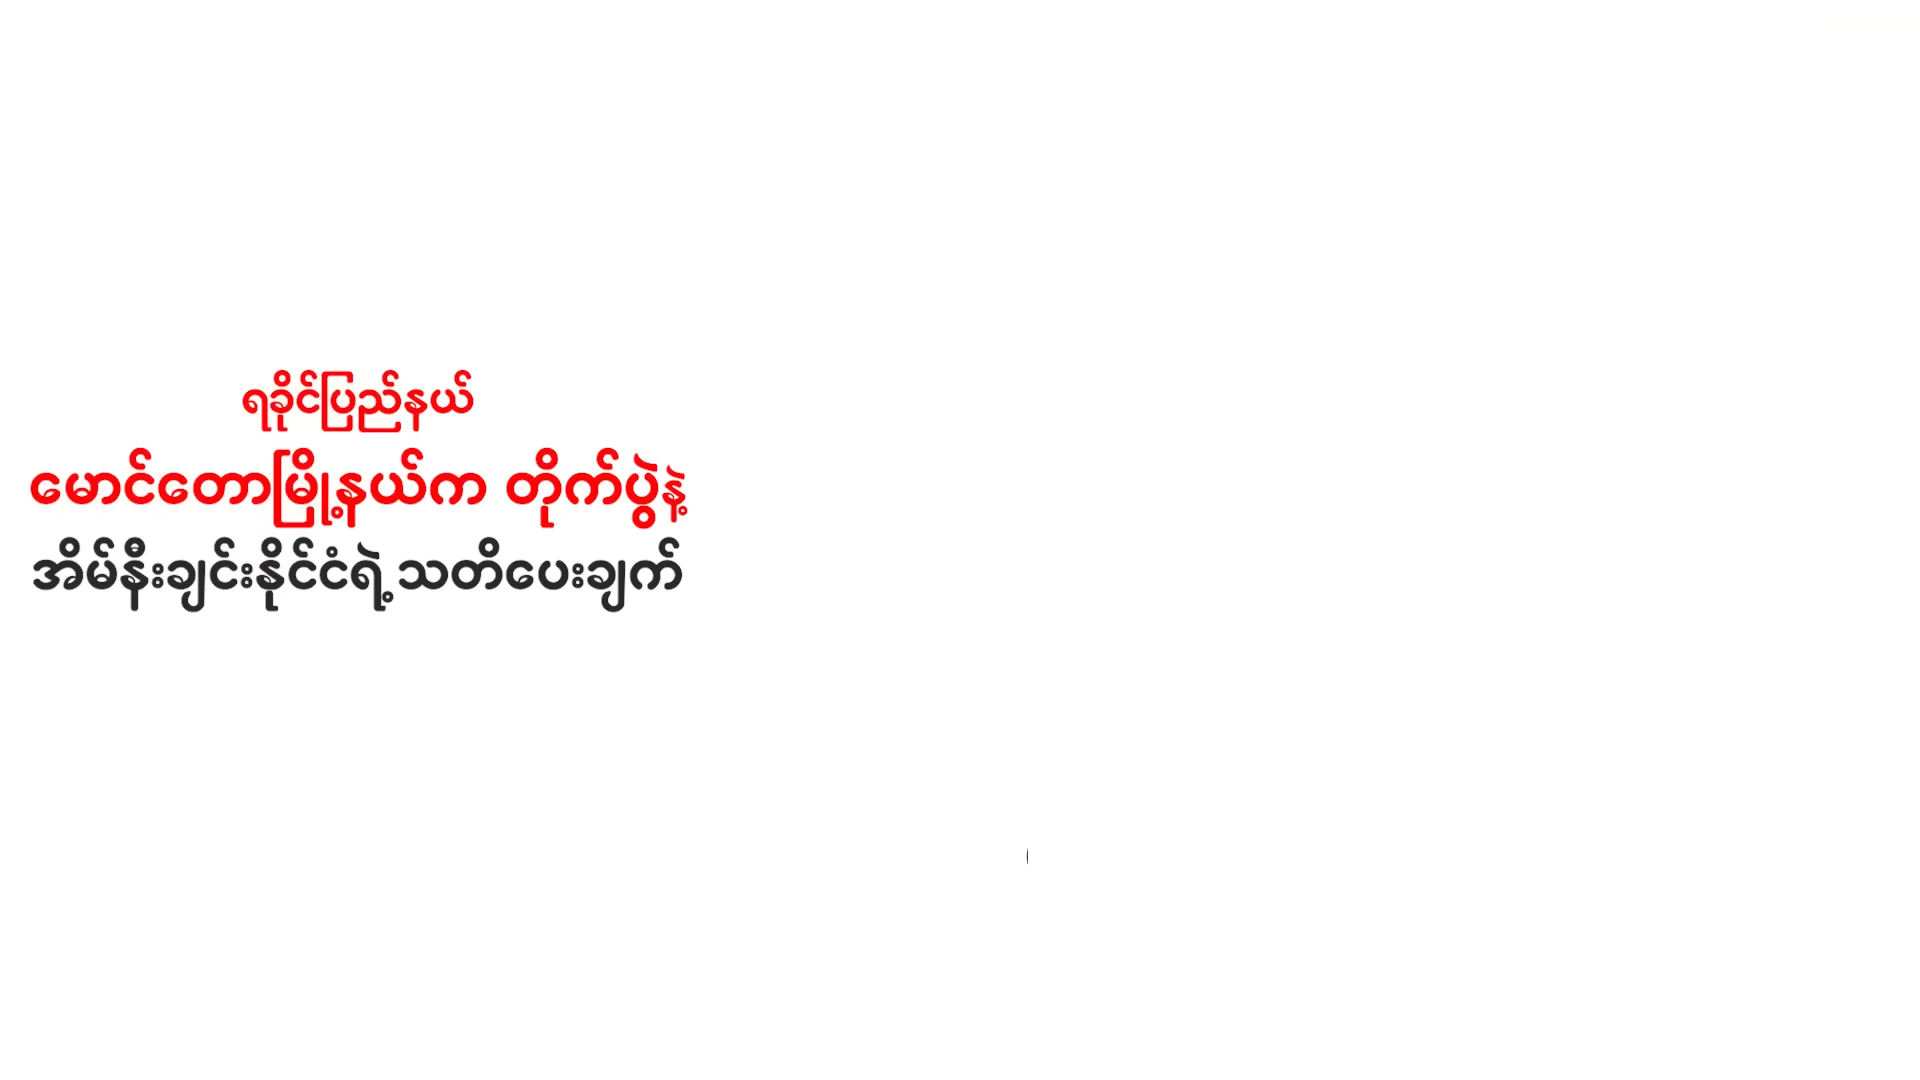 ရခိုင်ပြည်နယ်
မောင်တောမြို့နယ်က တိုက်ပွဲနဲ့
အိမ်နီးချင်းနိုင်ငံရဲ့သတိပေးချက်